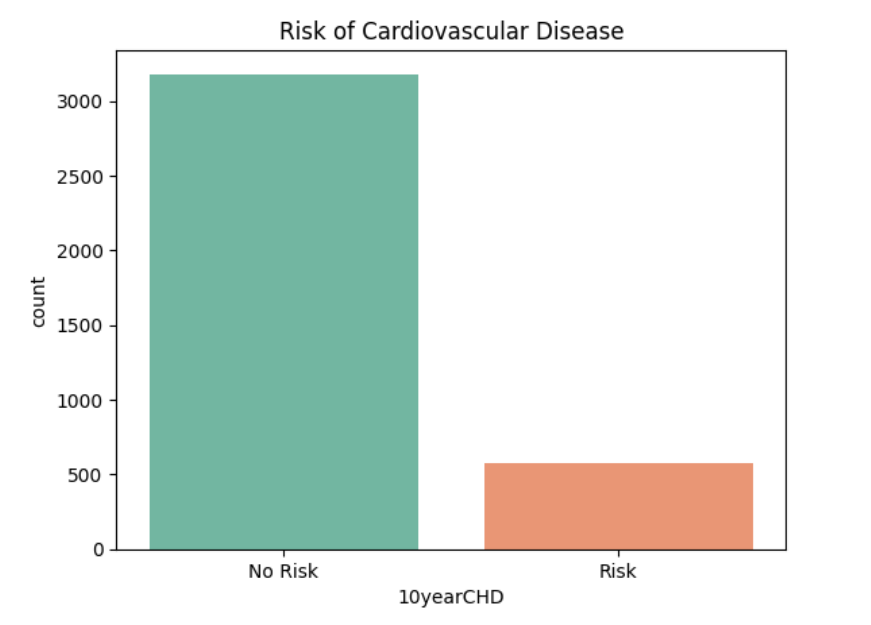 Risk of Cardiovascular Disease
3000
2500
2000
1500
1000
500
0
count
No Risk
Risk
10yearCHD